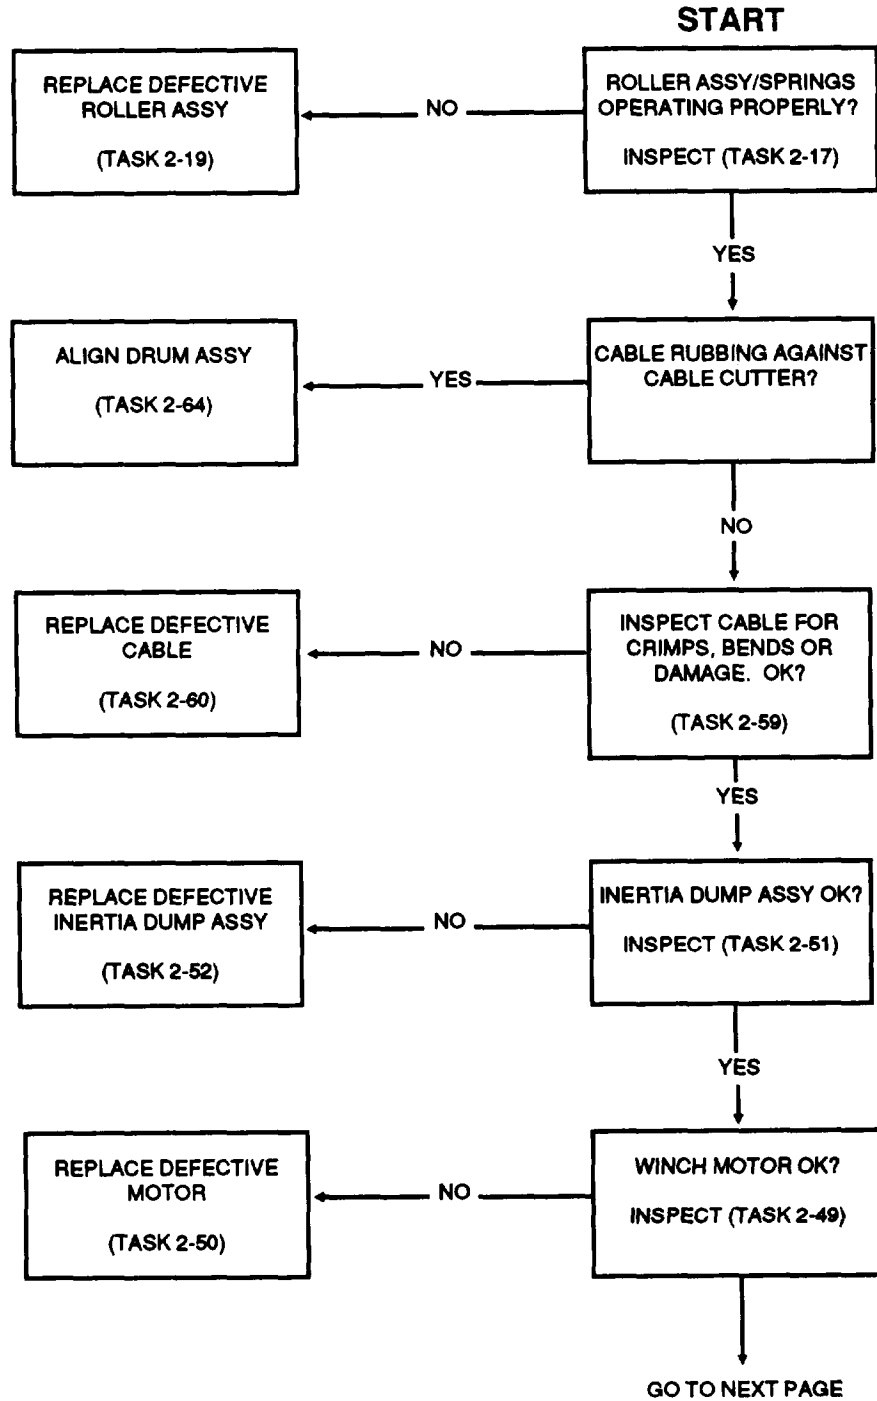 START
ROLLER ASSY/SPRINGS
OPERATING PROPERLY?
INSPECT (TASK 2-17)
NO
REPLACE DEFECTIVE
ROLLER ASSY
(TASK 2-19)
YES
CABLE RUBBING AGAINST
CABLE CUTTER?
YES
ALIGN DRUM ASSY
(TASK 2-64)
NO
INSPECT CABLE FOR
CRIMPS, BENDS OR
DAMAGE. OK?
(TASK 2-59)
NO
REPLACE DEFECTIVE
CABLE
(TASK 2-60)
YES
INERTIA DUMP ASSY OK?
INSPECT (TASK 2-51)
NO
REPLACE DEFECTIVE
INERTIA DUMP ASSY
(TASK 2-52)
YES
WINCH MOTOR OK?
INSPECT (TASK 2-49)
NO
REPLACE DEFECTIVE
MOTOR
(TASK 2-50)
GO TO NEXT PAGE